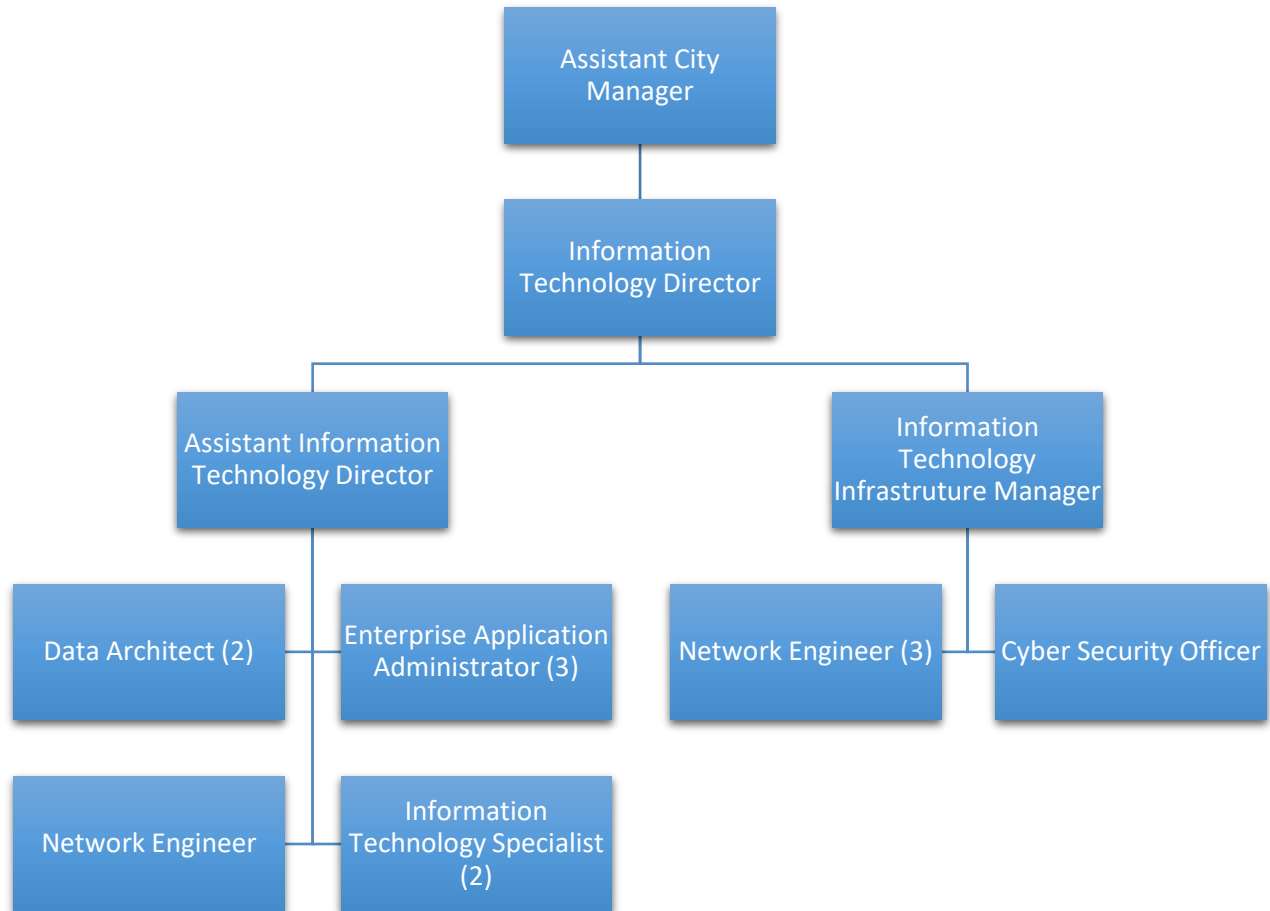 Assistant City
Manager
Information
Technology Director
Assistant Information
Technology Director
Information
Technology
Infrastruture Manager
Data Architect (2)
Enterprise Application
Administrator (3)
Network Engineer (3)
Cyber Security Officer
Network Engineer
Information
Technology Specialist
(2)